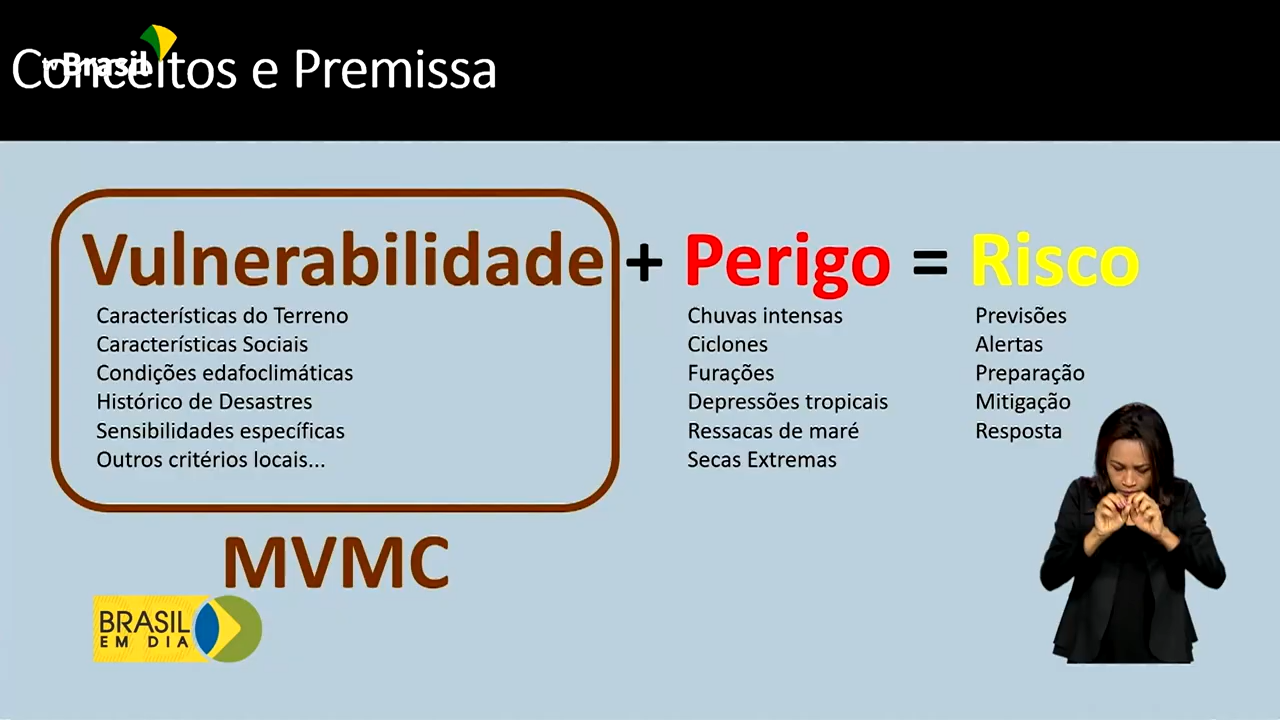 Conceitos e Premissa
tv Brasil
Vulnerabilidade + Perigo = Risco
Características do Terreno
Características Sociais
Condições edafoclimáticas
Histórico de Desastres
Sensibilidades específicas
Outros critérios locais...
Chuvas intensas
Ciclones
Furações
Depressões tropicais
Ressacas de maré
Secas Extremas
Previsões
Alertas
Preparação
Mitigação
Resposta
MVMC
BRASIL
EM DIA